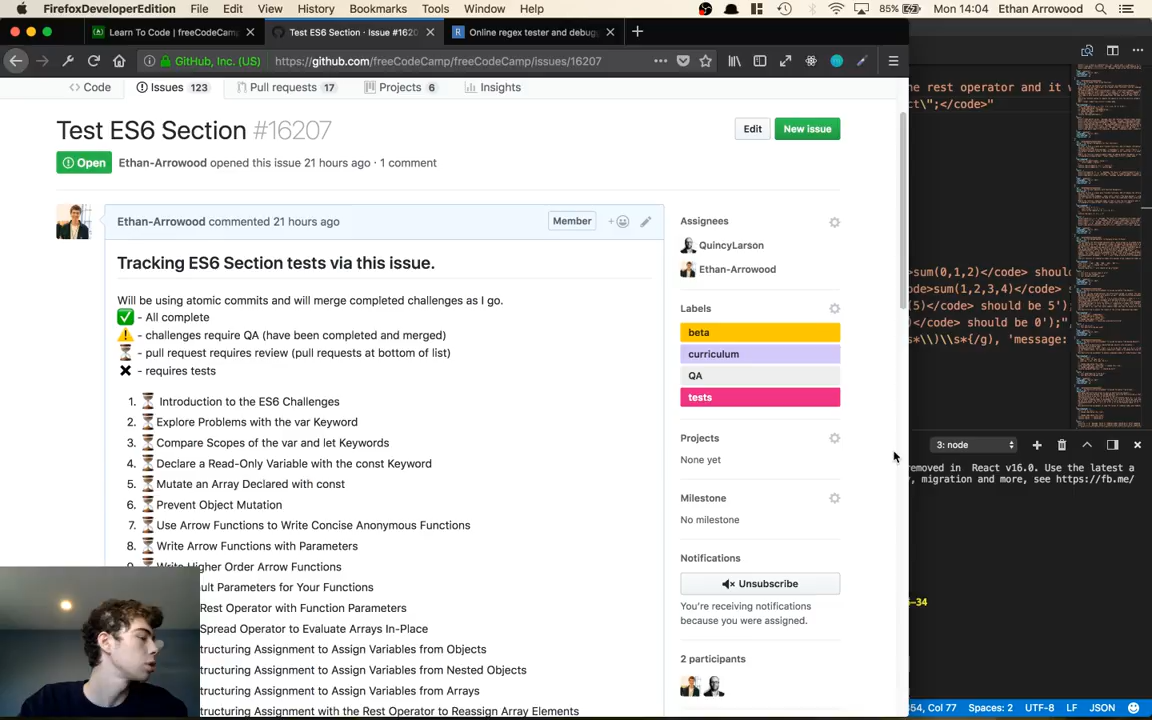 FirefoxDeveloperEdition File Edit View History Bookmarks Tools Window Help 85% Mon 14:04 Ethan Arrowood
Learn To Code | freeCodeCam Test ES6 Section · Issue #1620 Online regex tester and debug
GitHub, Inc. (US) https://github.com/freeCodeCamp/freeCodeCamp/issues/16207
Code Issues 123 Pull requests 17 Projects 6 Insights
he rest operator and it w
ct\";</code>"
Test ES6 Section #16207
Edit New issue
Open Ethan-Arrowood opened this issue 21 hours ago · 1 comment
Ethan-Arrowood commented 21 hours ago Member
Tracking ES6 Section tests via this issue.
Will be using atomic commits and will merge completed challenges as I go.
- All complete
- challenges require QA (have been completed and merged)
- pull request requires review (pull requests at bottom of list)
- requires tests
1. Introduction to the ES6 Challenges
2. Explore Problems with the var Keyword
3. Compare Scopes of the var and let Keywords
4. Declare a Read-Only Variable with the const Keyword
5. Mutate an Array Declared with const
6. Prevent Object Mutation
7. Use Arrow Functions to Write Concise Anonymous Functions
8. Write Arrow Functions with Parameters
9. Write Higher Order Arrow Functions
ult Parameters for Your Functions
Rest Operator with Function Parameters
Spread Operator to Evaluate Arrays In-Place
tructuring Assignment to Assign Variables from Objects
tructuring Assignment to Assign Variables from Nested Objects
tructuring Assignment to Assign Variables from Arrays
tructuring Assignment with the Rest Operator to Reassign Array Elements
Assignees
QuincyLarson
Ethan-Arrowood
Labels
beta
curriculum
QA
tests
Projects
None yet
Milestone
No milestone
Notifications
Unsubscribe
You're receiving notifications
because you were assigned.
2 participants
>sum(0,1,2)</code> shoul
ode>sum(1,2,3,4)</code>
(5)</code> should be 5'
)</code> should be 0');",
s*\\)\\s*{/g), 'message:
3: node
emoved in React v16.0. Use the latest a
, migration and more, see https://fb.me/
-34
354, Col 77 Spaces: 2 UTF-8 LF JSON